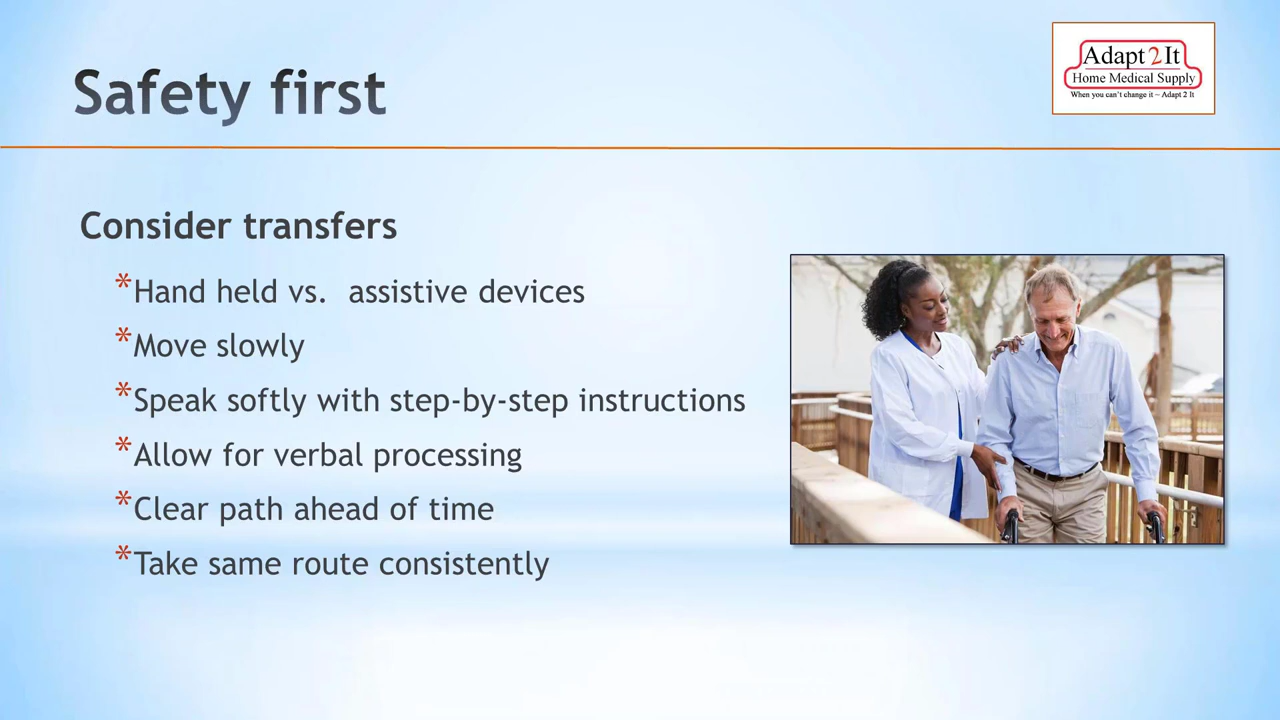 Safety first
Adapt 2 It
Home Medical Supply
When you can't change it ~ Adapt 2 It
Consider transfers
*Hand held vs.  assistive devices
*Move slowly
*Speak softly with step-by-step instructions
*Allow for verbal processing
*Clear path ahead of time
*Take same route consistently